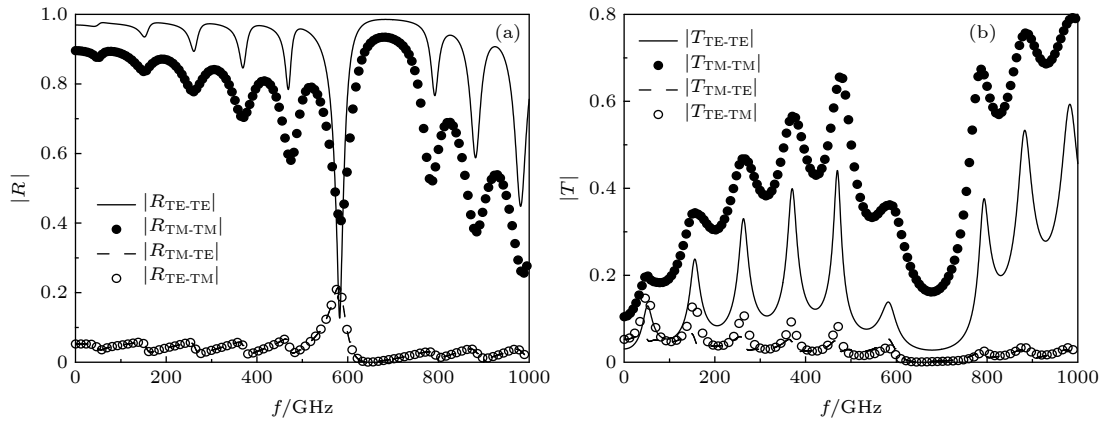 1.0
0.8
0.6
0.4
0.2
0
|R|
(a)
|R_TE-TE|
|R_TM-TM|
|R_TM-TE|
|R_TE-TM|
0 200 400 600 800 1000
f/GHz
0.8
0.6
0.4
0.2
0
|T|
(b)
|T_TE-TE|
|T_TM-TM|
|T_TM-TE|
|T_TE-TM|
0 200 400 600 800 1000
f/GHz